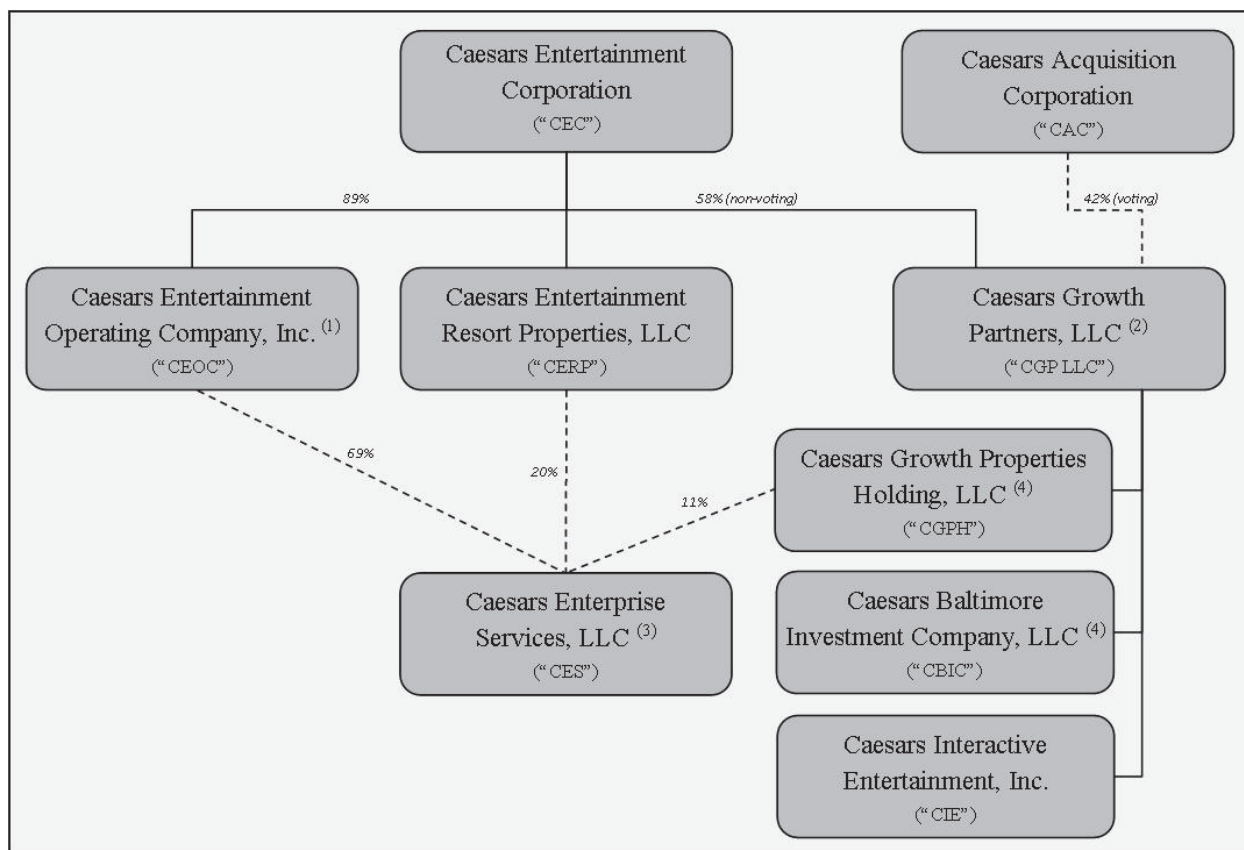 Caesars Entertainment
Corporation
(“CEC”)
Caesars Acquisition
Corporation
(“CAC”)
89%
58% (non-voting)
42% (voting)
Caesars Entertainment
Operating Company, Inc. (1)
(“CEOC”)
Caesars Entertainment
Resort Properties, LLC
(“CERP”)
Caesars Growth
Partners, LLC (2)
(“CGP LLC”)
69%
20%
11%
Caesars Growth Properties
Holding, LLC (4)
(“CGPH”)
Caesars Enterprise
Services, LLC (3)
(“CES”)
Caesars Baltimore
Investment Company, LLC (4)
(“CBIC”)
Caesars Interactive
Entertainment, Inc.
(“CIE”)